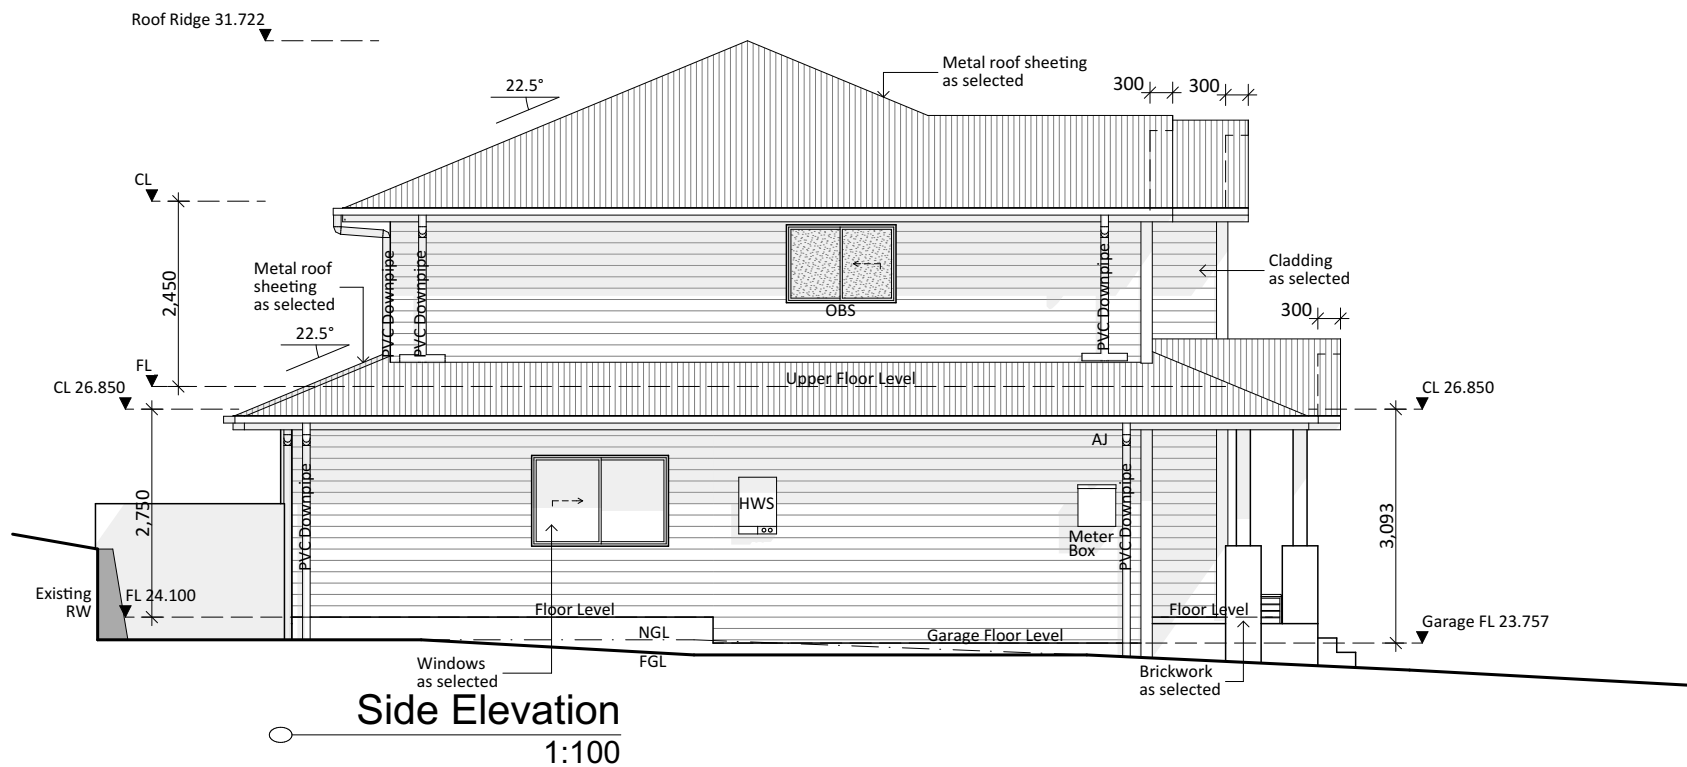 Roof Ridge 31.722
22.5°
Metal roof sheeting
as selected
300
300
CL
2,450
Metal roof
sheeting
as selected
PVC Downpipe
PVC Downpipe
OBS
PVC Downpipe
Cladding
as selected
300
22.5°
FL
CL 26.850
Upper Floor Level
CL 26.850
2,750
PVC Downpipe
HWS
AJ
Meter
Box
PVC Downpipe
3,093
Existing
RW
FL 24.100
Floor Level
Floor Level
NGL
Garage Floor Level
Garage FL 23.757
FGL
Windows
as selected
Brickwork
as selected
Side Elevation
1:100